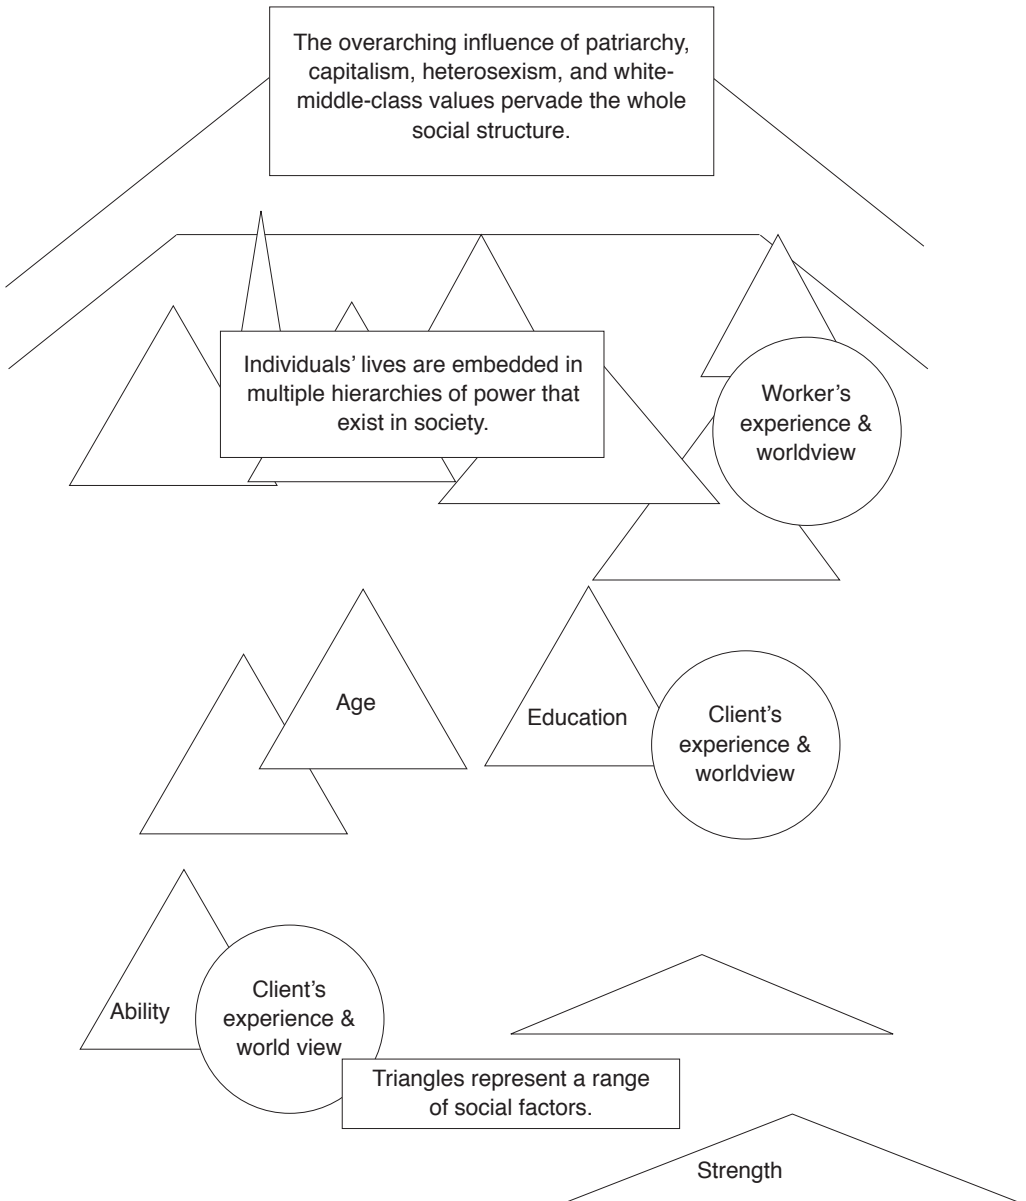 The overarching influence of patriarchy,
capitalism, heterosexism, and white-
middle-class values pervade the whole
social structure.
Individuals’ lives are embedded in
multiple hierarchies of power that
exist in society.
Worker’s
experience &
worldview
Age
Education
Client’s
experience &
worldview
Ability
Client’s
experience &
world view
Triangles represent a range
of social factors.
Strength